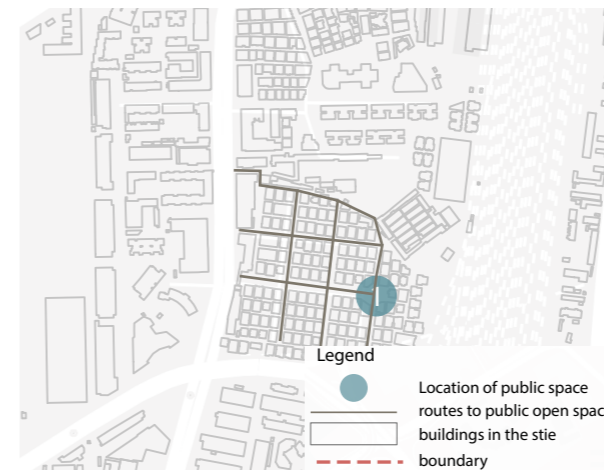 Legend
Location of public space
routes to public open spac
buildings in the stie
boundary